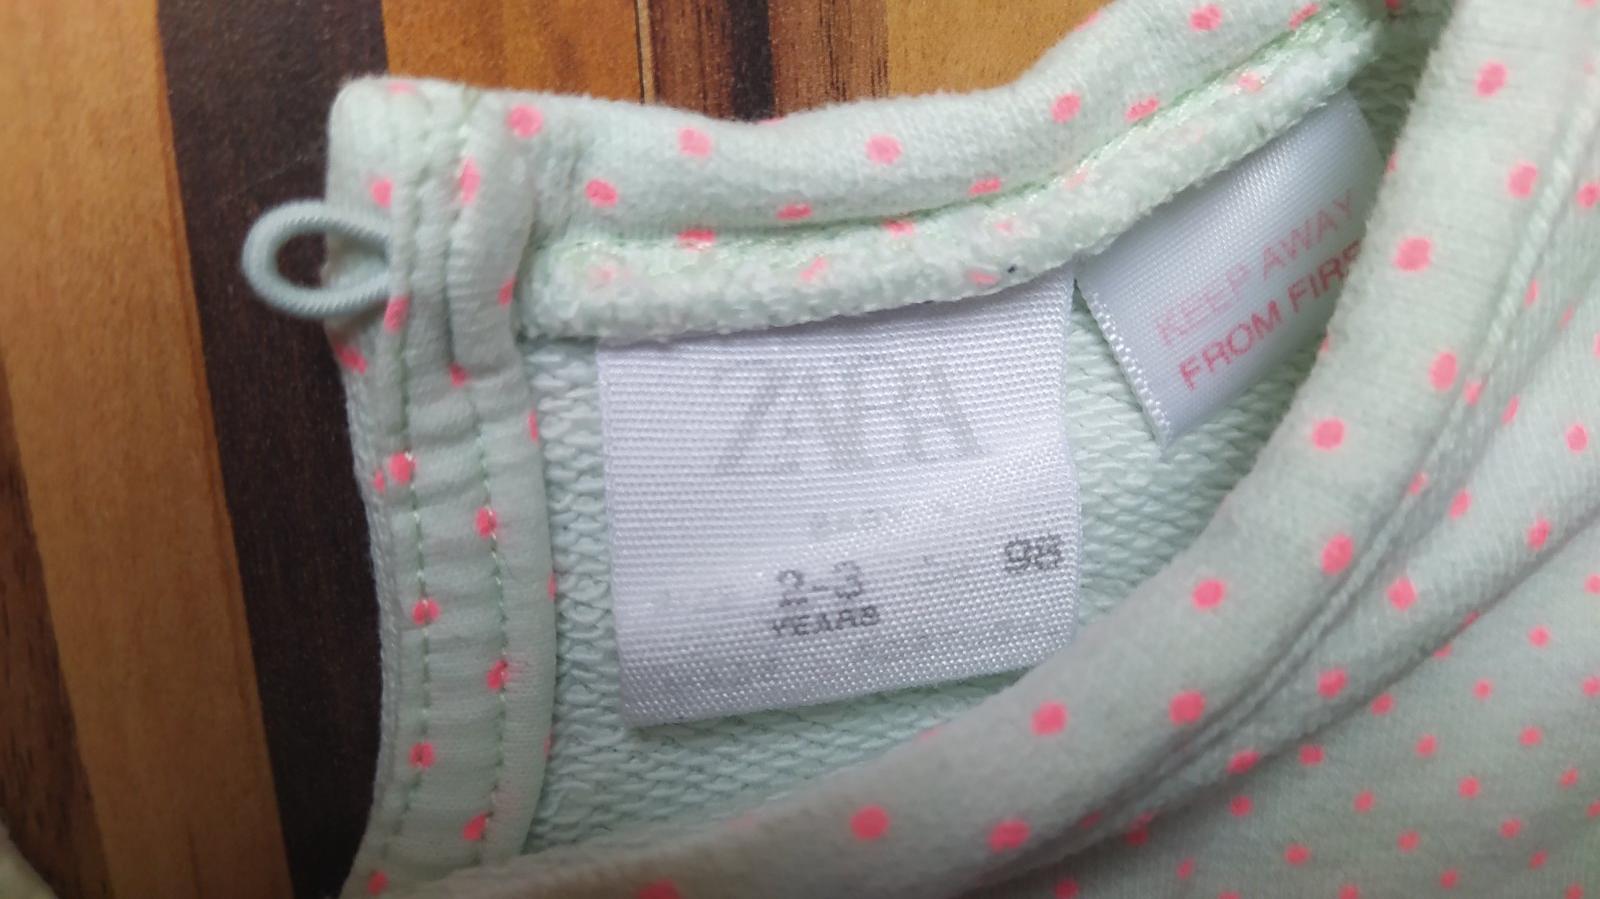 ZARA
2-3
YEARS
98
KEEP AWAY
FROM FIRE